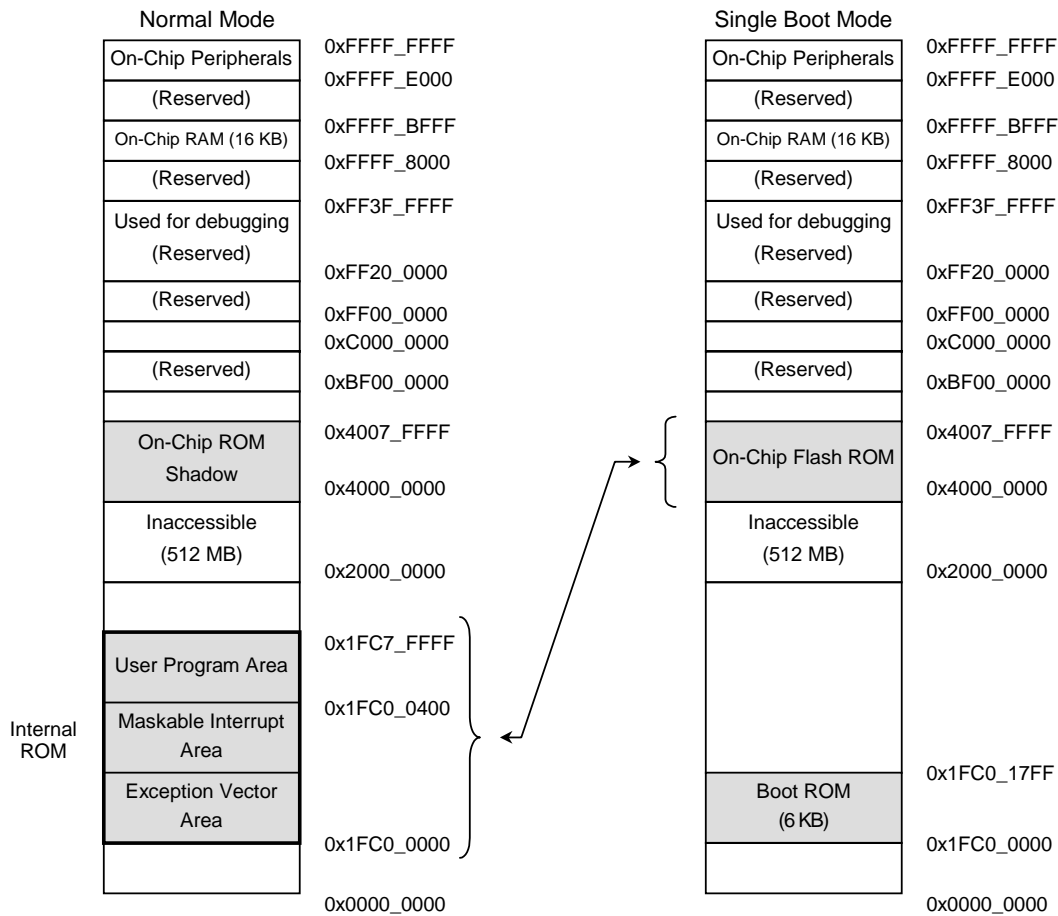 Normal Mode
On-Chip Peripherals
0xFFFF_FFFF
0xFFFF_E000
(Reserved)
On-Chip RAM (16 KB)
0xFFFF_BFFF
0xFFFF_8000
(Reserved)
0xFF3F_FFFF
Used for debugging
(Reserved)
0xFF20_0000
(Reserved)
0xFF00_0000
0xC000_0000
(Reserved)
0xBF00_0000
0x4007_FFFF
On-Chip ROM
Shadow
0x4000_0000
Inaccessible
(512 MB)
0x2000_0000
0x1FC7_FFFF
User Program Area
0x1FC0_0400
Internal
ROM
Maskable Interrupt
Area
Exception Vector
Area
0x1FC0_0000
0x0000_0000
Single Boot Mode
On-Chip Peripherals
0xFFFF_FFFF
0xFFFF_E000
(Reserved)
On-Chip RAM (16 KB)
0xFFFF_BFFF
0xFFFF_8000
(Reserved)
0xFF3F_FFFF
Used for debugging
(Reserved)
0xFF20_0000
(Reserved)
0xFF00_0000
0xC000_0000
(Reserved)
0xBF00_0000
0x4007_FFFF
On-Chip Flash ROM
0x4000_0000
Inaccessible
(512 MB)
0x2000_0000
0x1FC0_17FF
Boot ROM
(6 KB)
0x1FC0_0000
0x0000_0000